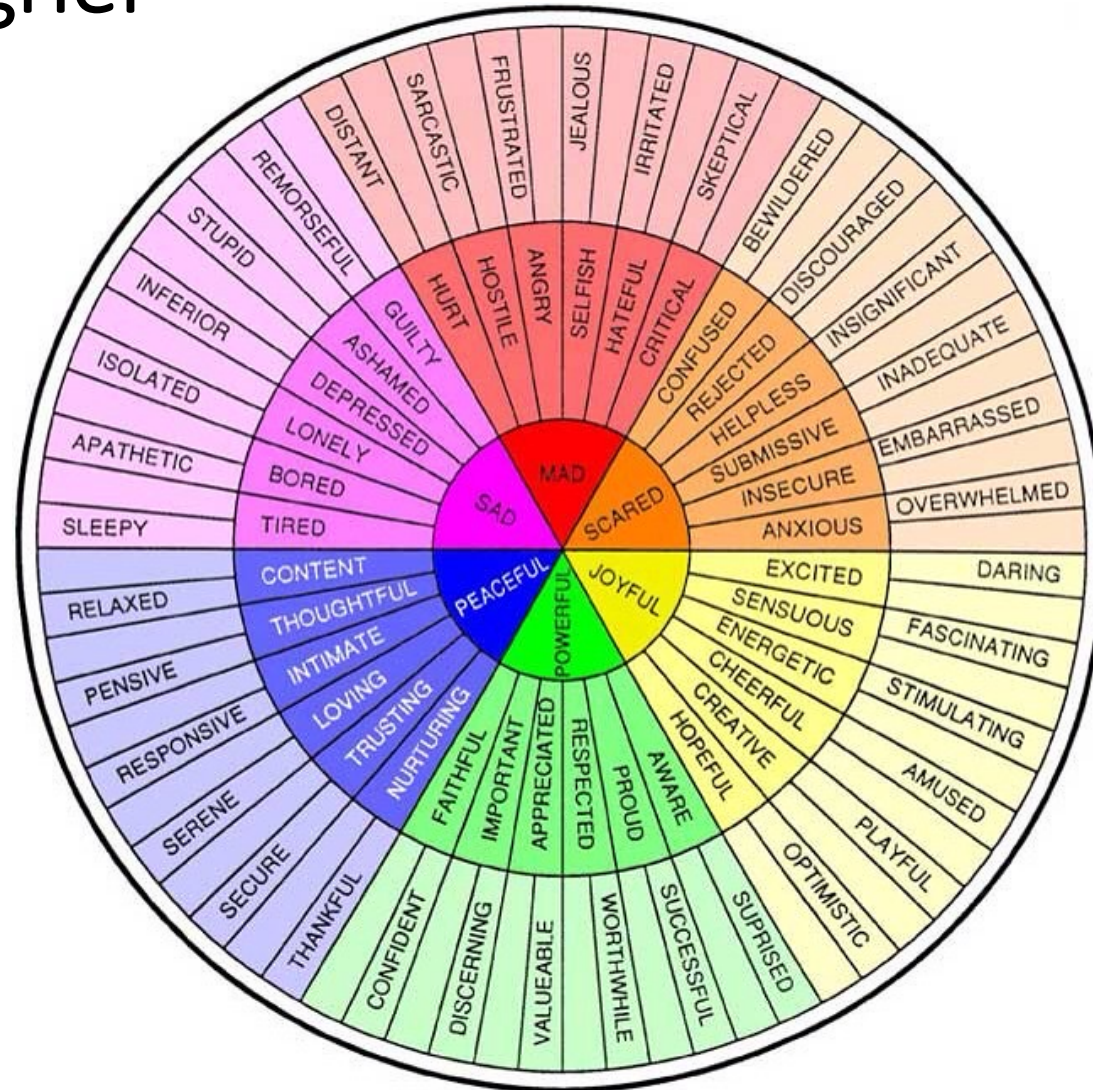 MAD
SCARED
JOYFUL
POWERFUL
PEACEFUL
SAD
HURT
HOSTILE
ANGRY
SELFISH
HATEFUL
CRITICAL
CONFUSED
REJECTED
HELPLESS
SUBMISSIVE
INSECURE
ANXIOUS
EXCITED
SENSUOUS
ENERGETIC
CHEERFUL
CREATIVE
HOPEFUL
AWARE
PROUD
RESPECTED
APPRECIATED
IMPORTANT
FAITHFUL
NURTURING
TRUSTING
LOVING
INTIMATE
THOUGHTFUL
CONTENT
TIRED
BORED
LONELY
DEPRESSED
ASHAMED
GUILTY
DISTANT
SARCASTIC
FRUSTRATED
JEALOUS
IRRITATED
SKEPTICAL
BEWILDERED
DISCOURAGED
INSIGNIFICANT
INADEQUATE
EMBARRASSED
OVERWHELMED
DARING
FASCINATING
STIMULATING
AMUSED
PLAYFUL
OPTIMISTIC
SUPRISED
SUCCESSFUL
WORTHWHILE
VALUEABLE
DISCERNING
CONFIDENT
THANKFUL
SECURE
SERENE
RESPONSIVE
PENSIVE
RELAXED
SLEEPY
APATHETIC
ISOLATED
INFERIOR
STUPID
REMORSEFUL